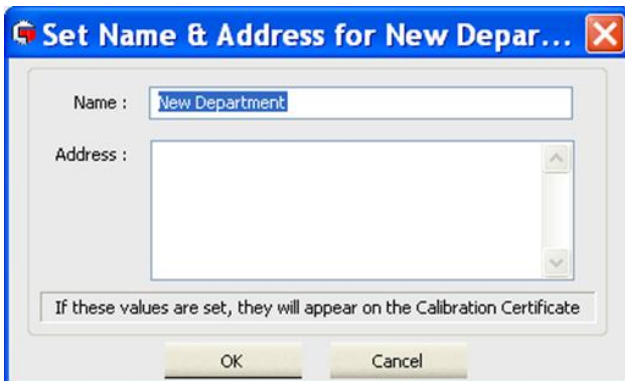 Set Name & Address for New Depar...
Name :
New Department
Address :
If these values are set, they will appear on the Calibration Certificate
OK
Cancel